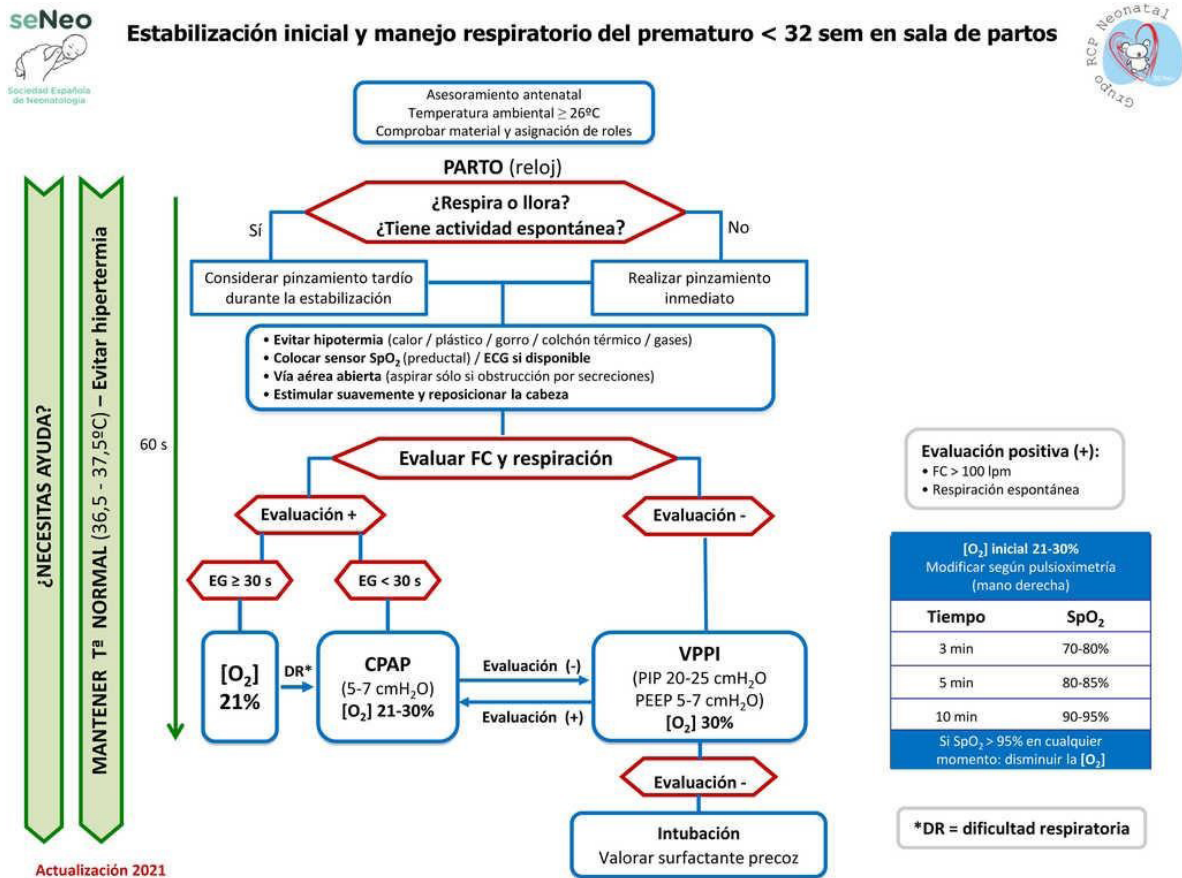 seNeo
Sociedad Española
de Neonatología
Estabilización inicial y manejo respiratorio del prematuro < 32 sem en sala de partos
Grupo RCP Neonatal
SENeo
Asesoramiento antenatal
Temperatura ambiental ≥ 26ºC
Comprobar material y asignación de roles
PARTO (reloj)
¿Respira o llora?
¿Tiene actividad espontánea?
Sí
No
Considerar pinzamiento tardío
durante la estabilización
Realizar pinzamiento
inmediato
• Evitar hipotermia (calor / plástico / gorro / colchón térmico / gases)
• Colocar sensor SpO₂ (preductal) / ECG si disponible
• Vía aérea abierta (aspirar sólo si obstrucción por secreciones)
• Estimular suavemente y reposicionar la cabeza
¿NECESITAS AYUDA?
MANTENER Tª NORMAL (36,5 - 37,5ºC) – Evitar hipertermia
60 s
Evaluar FC y respiración
Evaluación +
Evaluación -
EG ≥ 30 s
EG < 30 s
[O₂]
21%
DR*
CPAP
(5-7 cmH₂O)
[O₂] 21-30%
Evaluación (-)
Evaluación (+)
VPPI
(PIP 20-25 cmH₂O
PEEP 5-7 cmH₂O)
[O₂] 30%
Evaluación -
Intubación
Valorar surfactante precoz
Evaluación positiva (+):
• FC > 100 lpm
• Respiración espontánea
[O₂] inicial 21-30%
Modificar según pulsioximetría
(mano derecha)
Tiempo SpO₂
3 min 70-80%
5 min 80-85%
10 min 90-95%
Si SpO₂ > 95% en cualquier
momento: disminuir la [O₂]
*DR = dificultad respiratoria
Actualización 2021